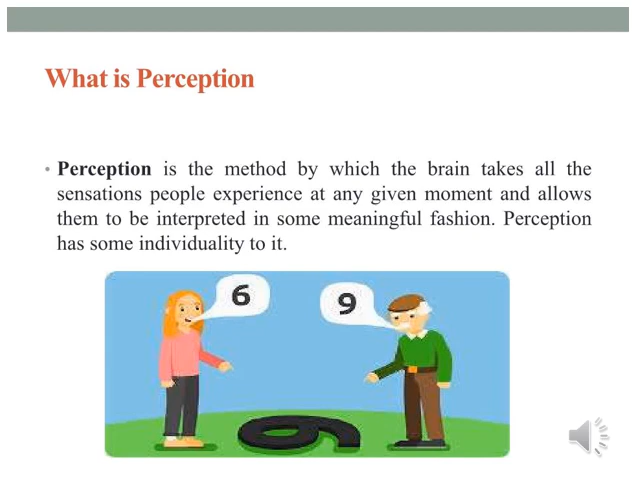 What is Perception
• Perception is the method by which the brain takes all the
sensations people experience at any given moment and allows
them to be interpreted in some meaningful fashion. Perception
has some individuality to it.
6
9